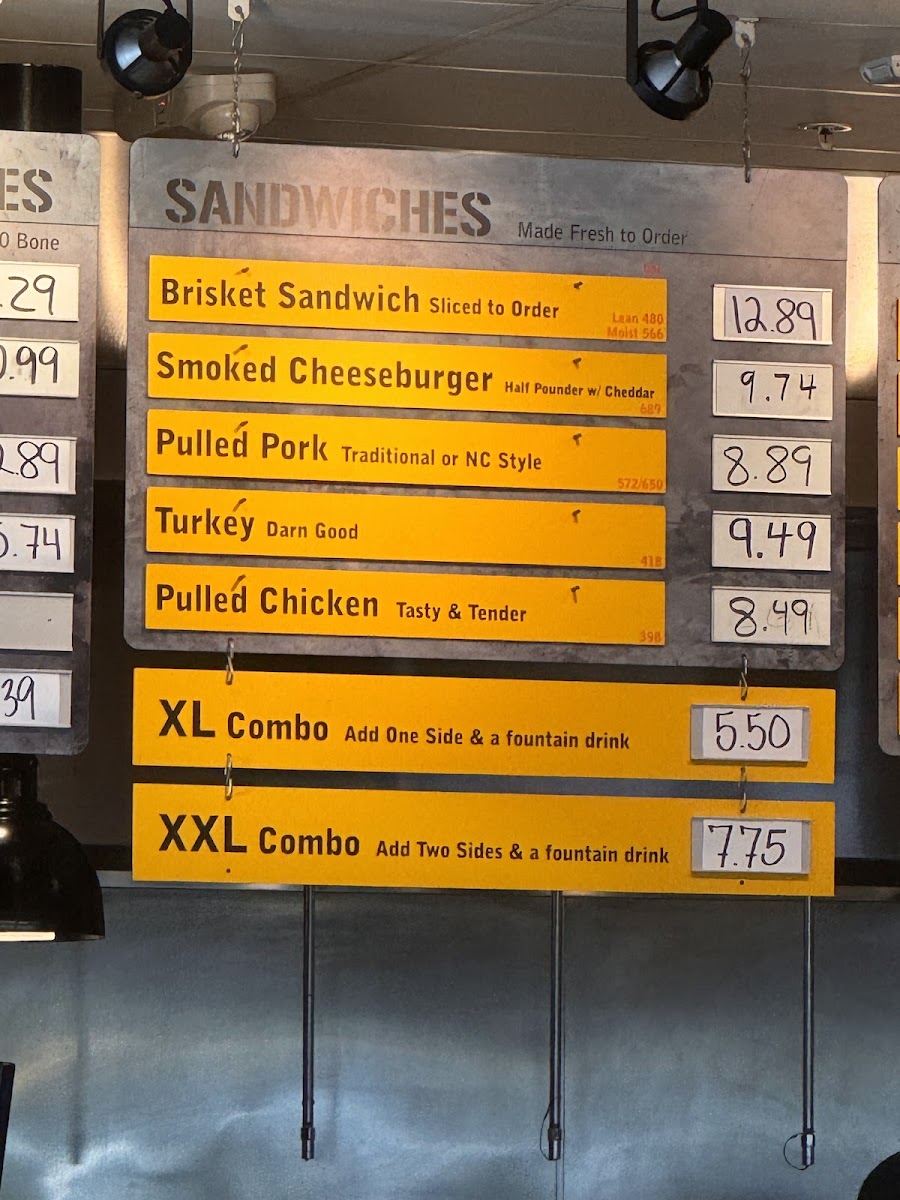 ES
0 Bone
.29
0.99
.89
.74
39
SANDWICHES Made Fresh to Order
Brisket Sandwich Sliced to Order
Lean 480
Moist 566
12.89
Smoked Cheeseburger Half Pounder w/ Cheddar
689
9.74
Pulled Pork Traditional or NC Style
572/650
8.89
Turkey Darn Good
418
9.49
Pulled Chicken Tasty & Tender
398
8.49
XL Combo Add One Side & a fountain drink 5.50
XXL Combo Add Two Sides & a fountain drink 7.75